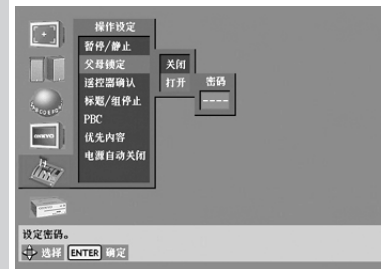 操作设定
暂停/静止
父母锁定
关闭
遥控器确认
打开
密码
标题/组停止
----
PBC
优先内容
电源自动关闭
设定密码。
选择 ENTER 确定